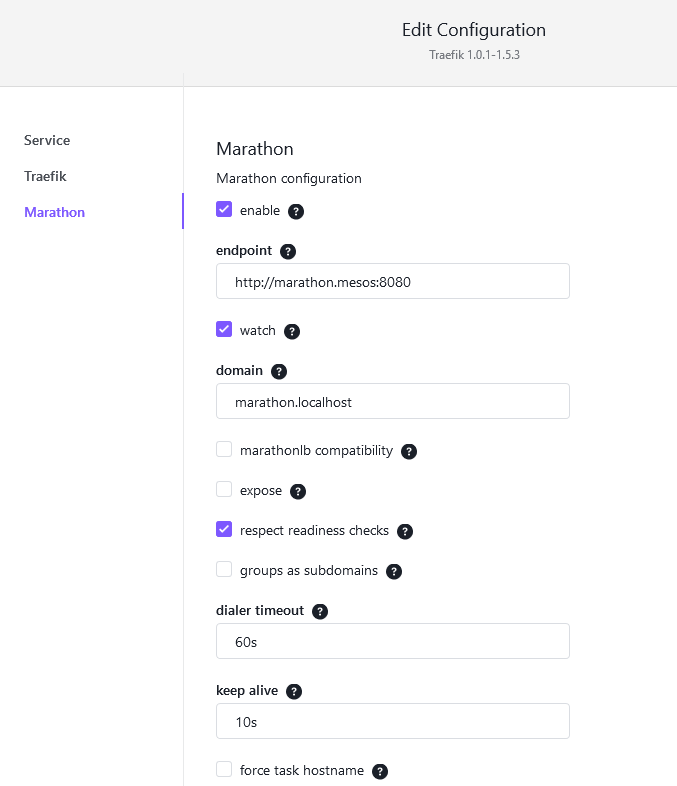 Edit Configuration
Traefik 1.0.1-1.5.3
Service
Traefik
Marathon
Marathon
Marathon configuration
enable ?
endpoint ?
http://marathon.mesos:8080
watch ?
domain ?
marathon.localhost
marathonlb compatibility ?
expose ?
respect readiness checks ?
groups as subdomains ?
dialer timeout ?
60s
keep alive ?
10s
force task hostname ?